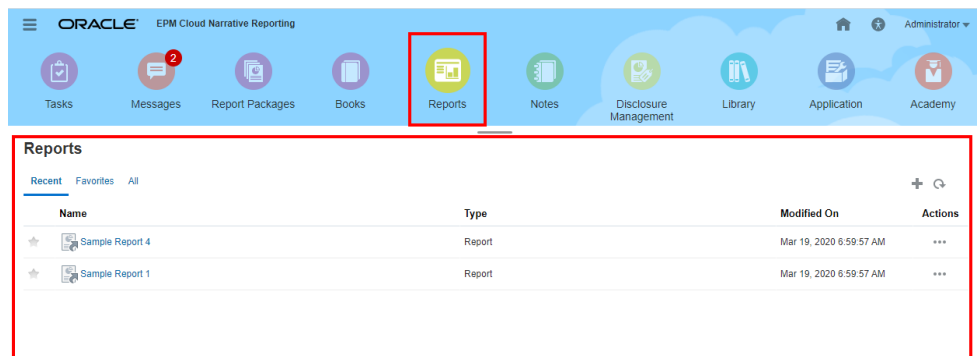 ORACLE® EPM Cloud Narrative Reporting Administrator
2
Tasks Messages Report Packages Books Reports Notes Disclosure Management Library Application Academy
Reports
Recent Favorites All
Name Type Modified On Actions
Sample Report 4 Report Mar 19, 2020 6:59:57 AM
Sample Report 1 Report Mar 19, 2020 6:59:57 AM